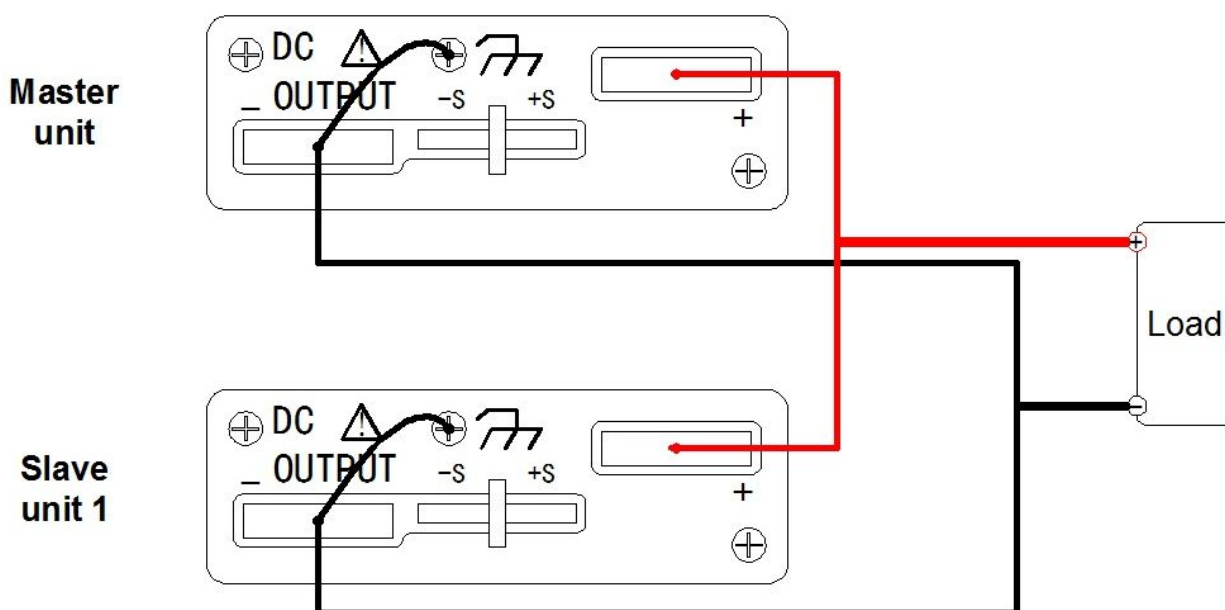 Master
unit
DC
_ OUTPUT
-S +S
+
+
Load
-
Slave
unit 1
DC
_ OUTPUT
-S +S
+